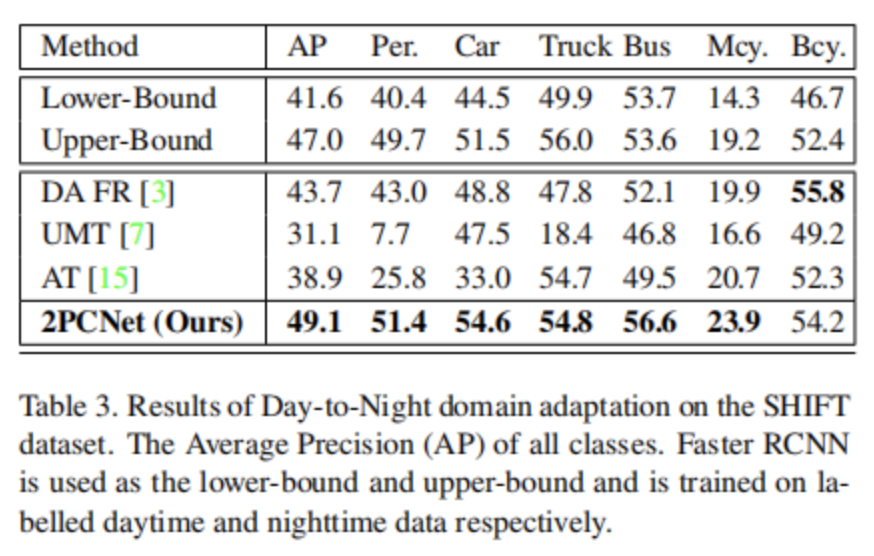 Method AP Per. Car Truck Bus Mcy. Bcy.
Lower-Bound 41.6 40.4 44.5 49.9 53.7 14.3 46.7
Upper-Bound 47.0 49.7 51.5 56.0 53.6 19.2 52.4
DA FR [3] 43.7 43.0 48.8 47.8 52.1 19.9 55.8
UMT [7] 31.1 7.7 47.5 18.4 46.8 16.6 49.2
AT [15] 38.9 25.8 33.0 54.7 49.5 20.7 52.3
2PCNet (Ours) 49.1 51.4 54.6 54.8 56.6 23.9 54.2
Table 3. Results of Day-to-Night domain adaptation on the SHIFT
dataset. The Average Precision (AP) of all classes. Faster RCNN
is used as the lower-bound and upper-bound and is trained on la-
belled daytime and nighttime data respectively.